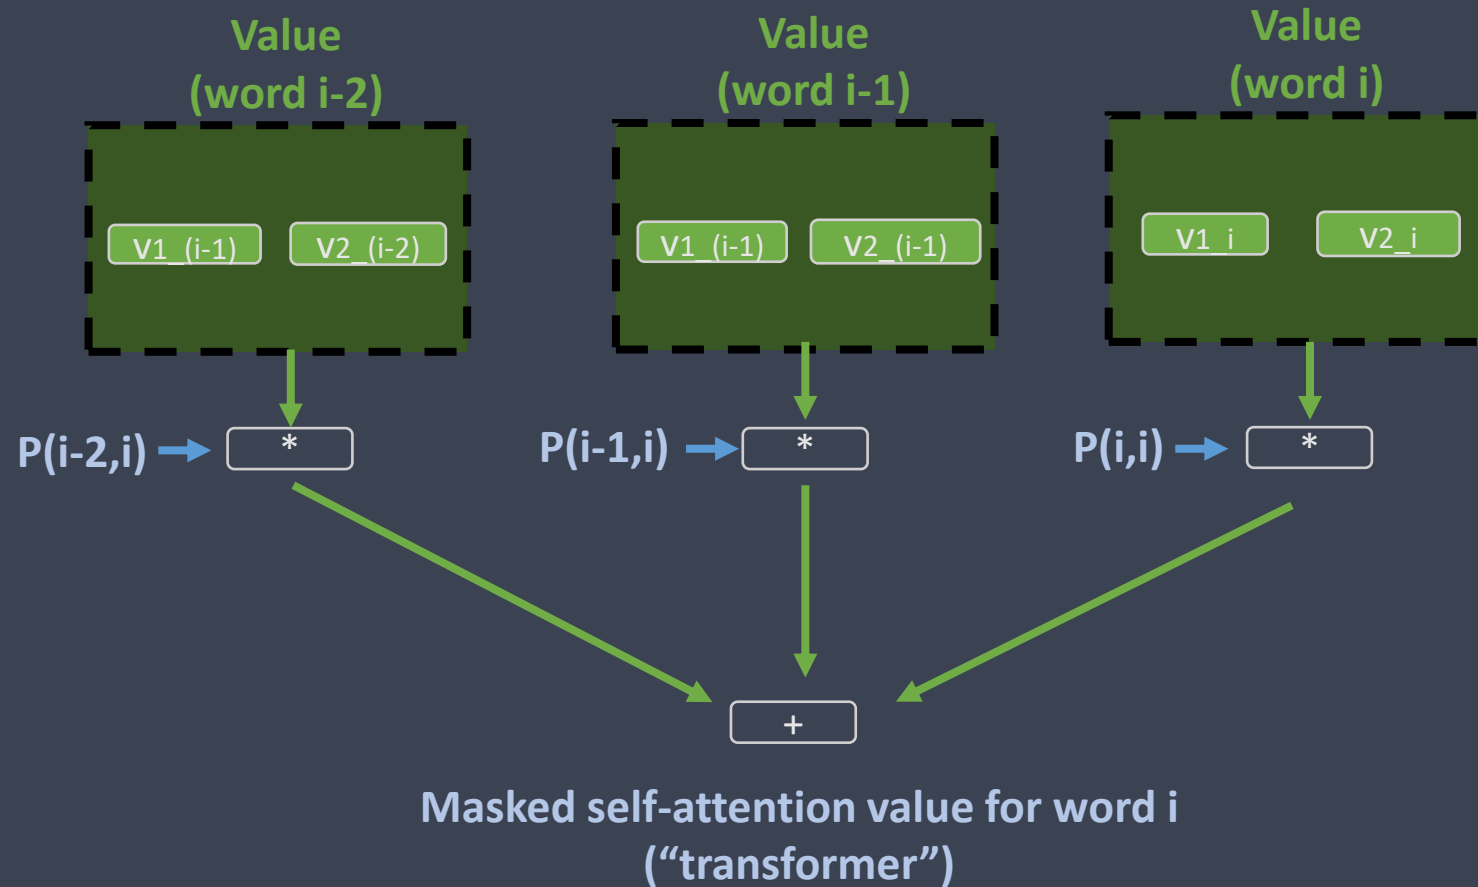 Value
(word i-2)
Value
(word i-1)
Value
(word i)
v1_(i-1)
v2_(i-2)
v1_(i-1)
v2_(i-1)
v1_i
v2_i
P(i-2,i)
*
P(i-1,i)
*
P(i,i)
*
+
Masked self-attention value for word i
(“transformer”)